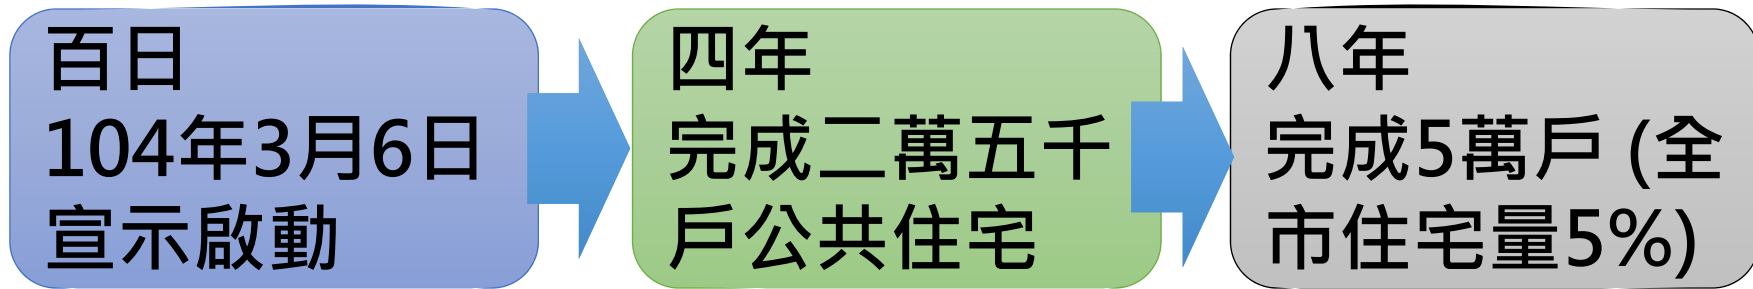 百日
104年3月6日
宣示啟動
四年
完成二萬五千
戶公共住宅
八年
完成5萬戶 (全
市住宅量5%)